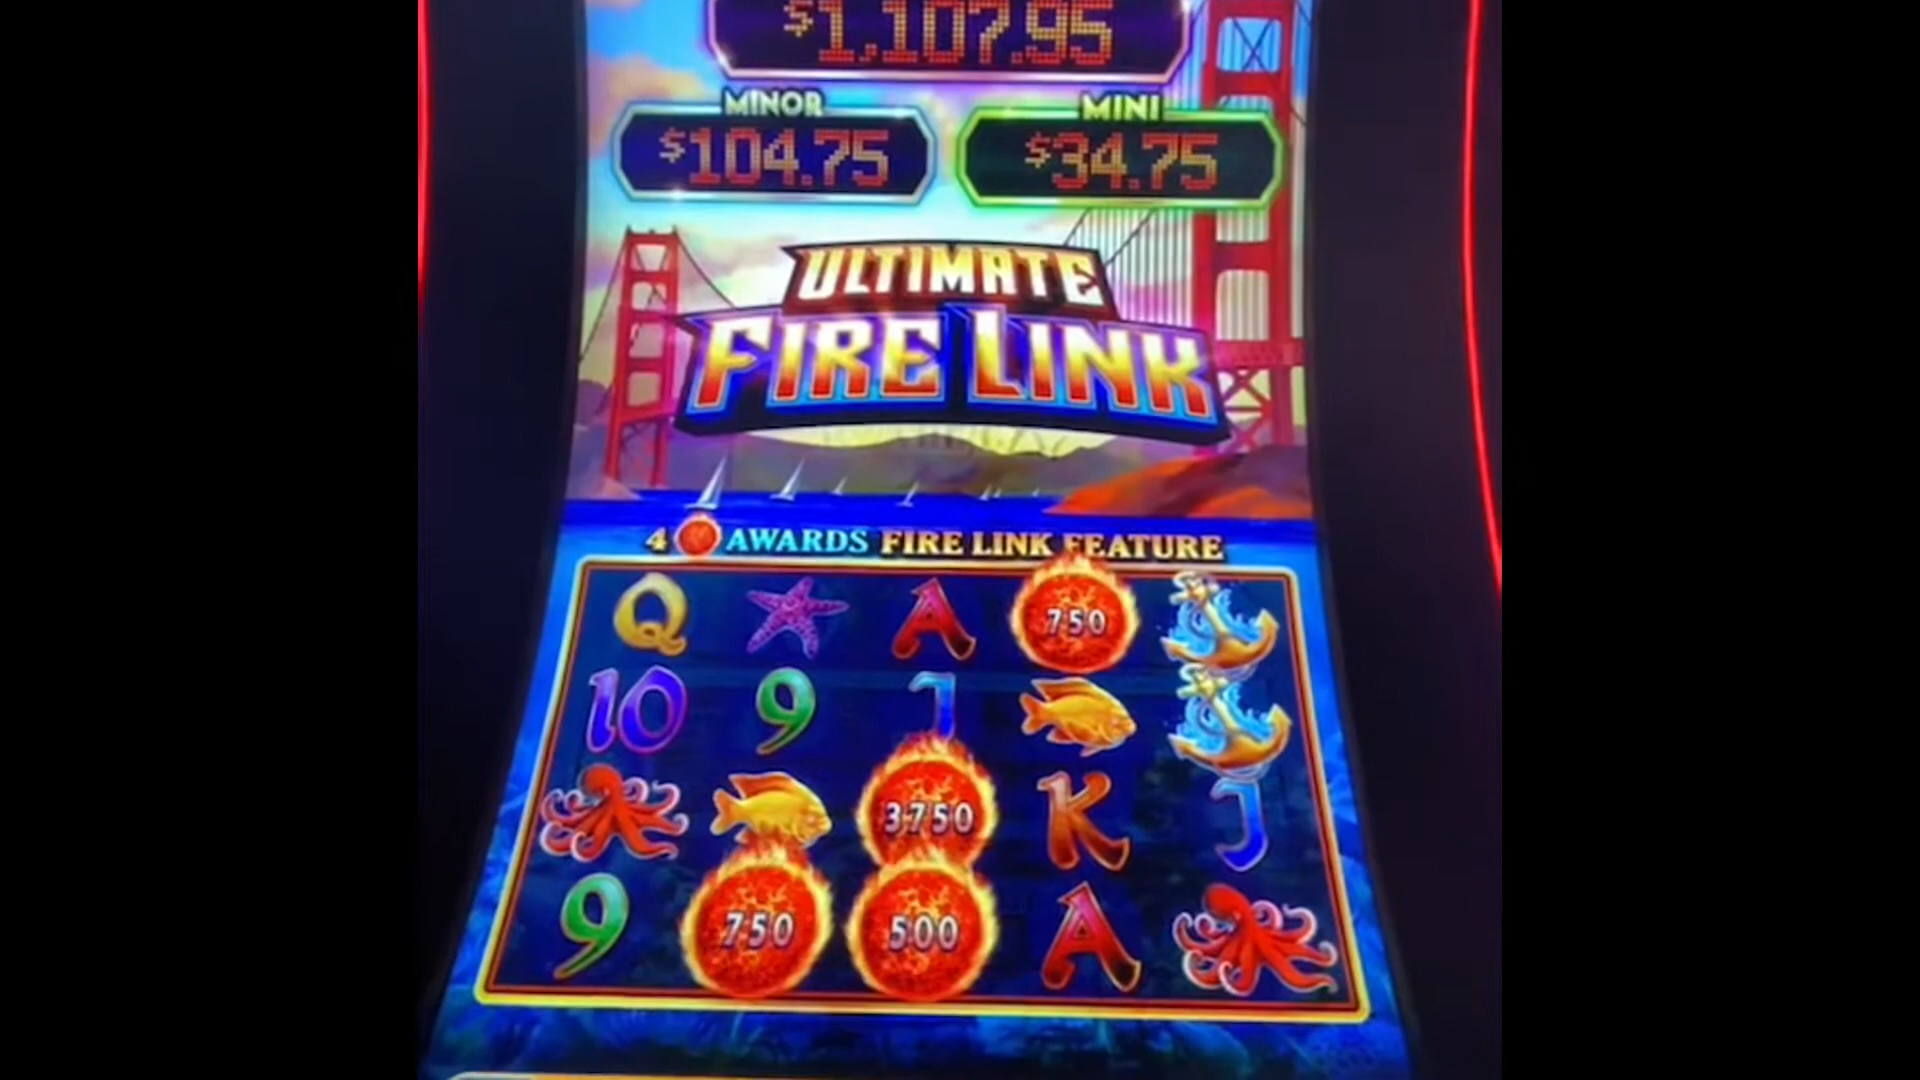 $1,107.95
MINOR
MINI
$104.75
$34.75
ULTIMATE
FIRE LINK
4 AWARDS FIRE LINK FEATURE
Q A 750
10 9 J
3750 K J
9 750 500 A